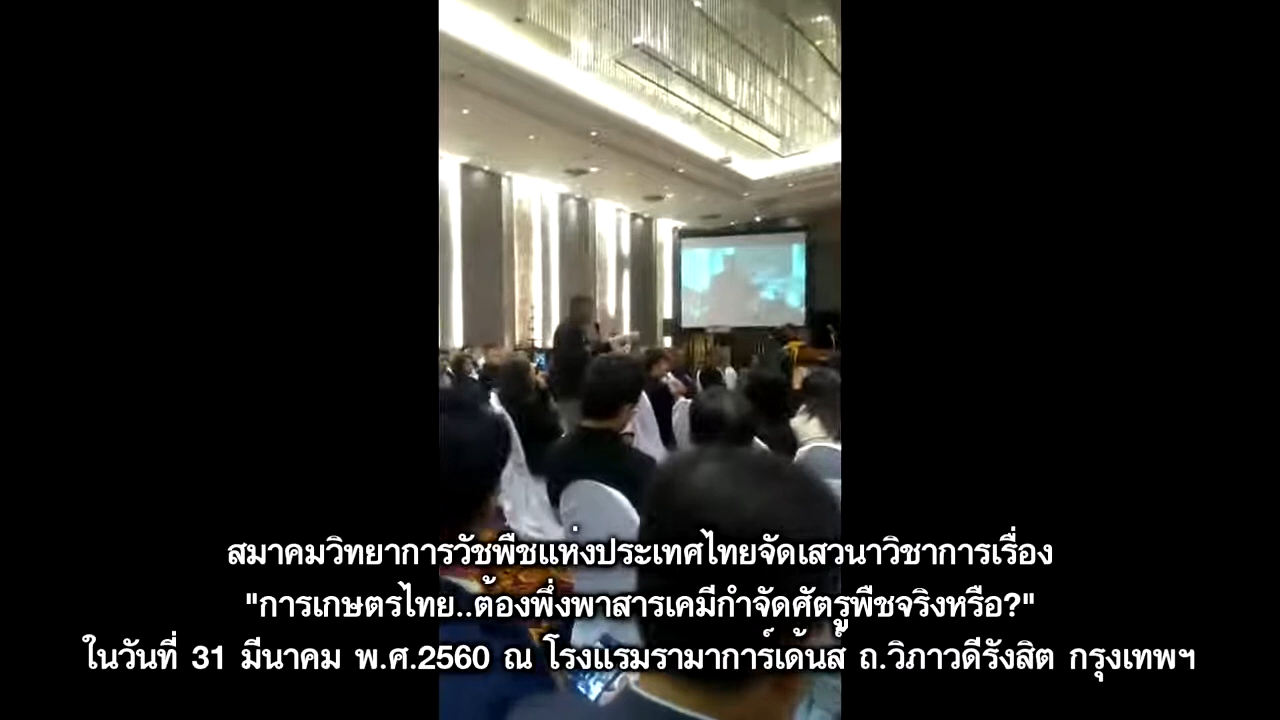 สมาคมวิทยาการวัชพืชแห่งประเทศไทยจัดเสวนาวิชาการเรื่อง
"การเกษตรไทย..ต้องพึ่งพาสารเคมีกำจัดศัตรูพืชจริงหรือ?"
ในวันที่ 31 มีนาคม พ.ศ.2560 ณ โรงแรมรามาการ์เด้นส์ ถ.วิภาวดีรังสิต กรุงเทพฯ